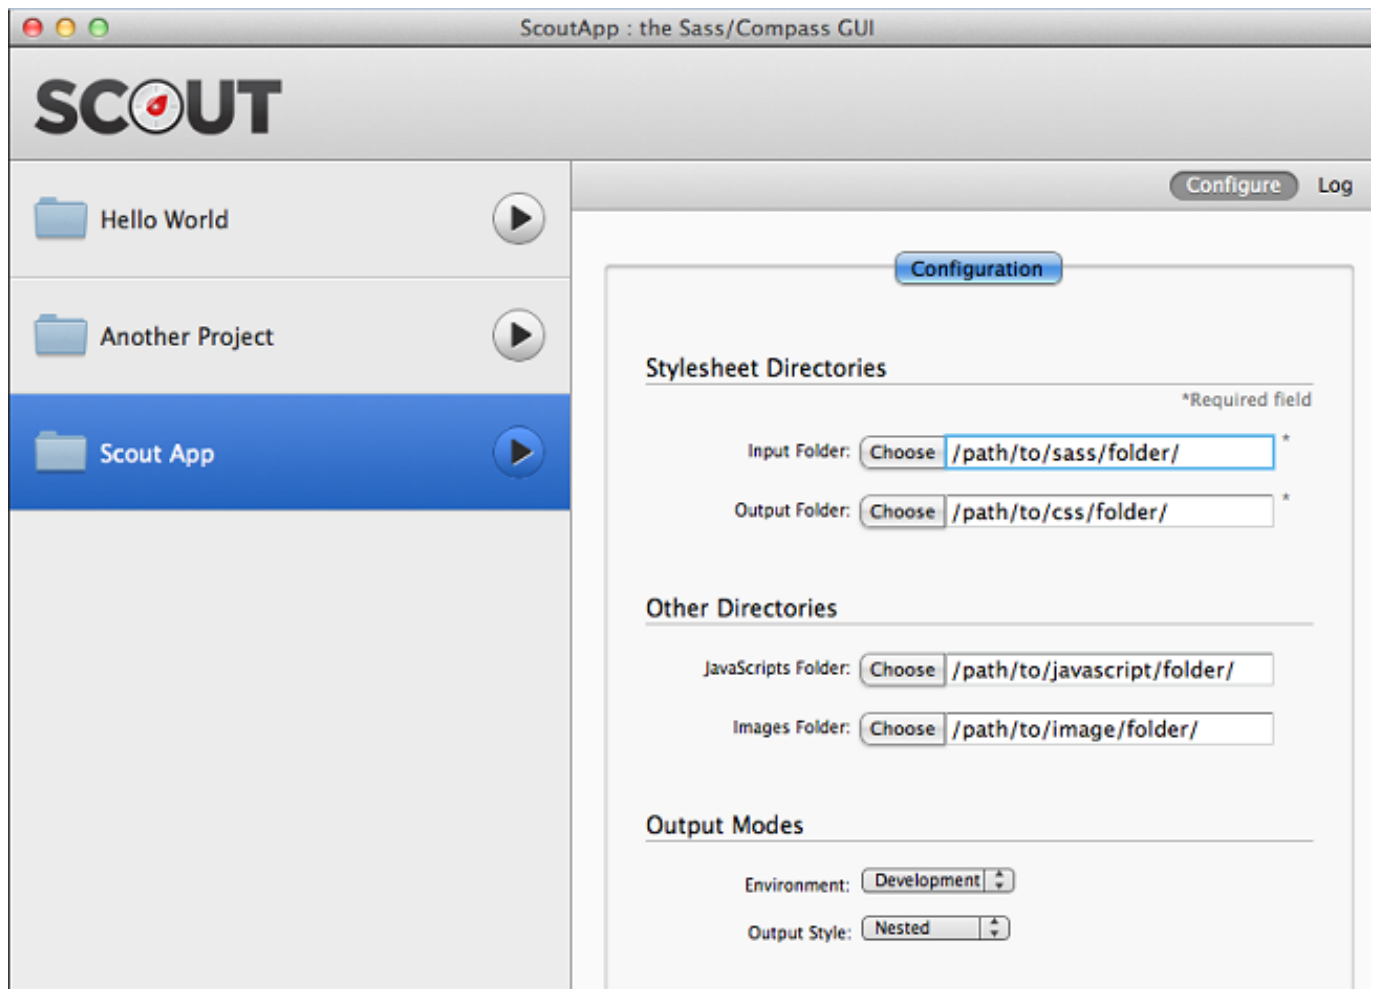 ScoutApp : the Sass/Compass GUI
SCOUT
Configure Log
Hello World
Another Project
Scout App
Configuration
Stylesheet Directories
*Required field
Input Folder: Choose /path/to/sass/folder/ *
Output Folder: Choose /path/to/css/folder/ *
Other Directories
JavaScripts Folder: Choose /path/to/javascript/folder/
Images Folder: Choose /path/to/image/folder/
Output Modes
Environment: Development
Output Style: Nested